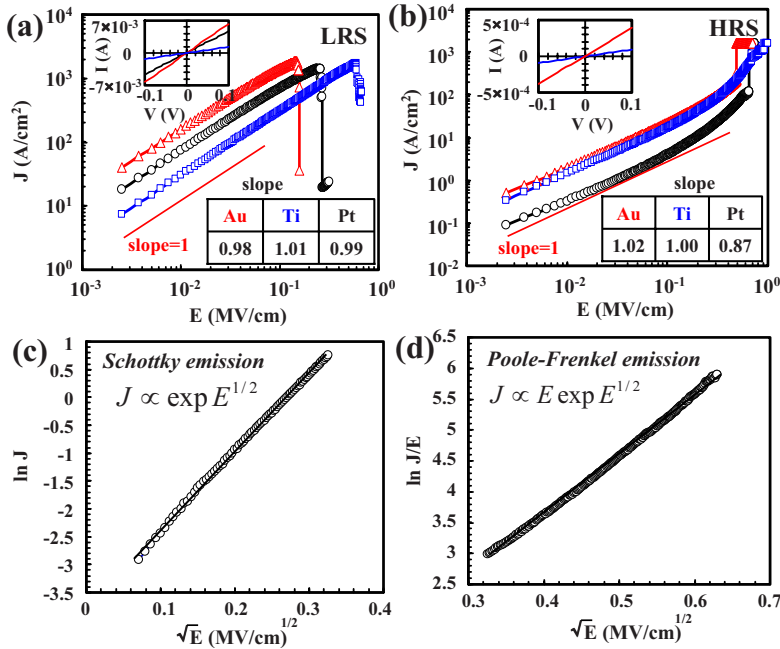 (a)
LRS
7×10⁻³
0
-7×10⁻³
I (A)
-0.1 0.1
V (V)
10⁴
10³
10²
10¹
10⁰
J (A/cm²)
slope
Au Ti Pt
0.98 1.01 0.99
slope=1
10⁻³ 10⁻² 10⁻¹ 10⁰
E (MV/cm)
(b)
HRS
5×10⁻⁴
0
-5×10⁻⁴
I (A)
-0.1 0.1
V (V)
10⁴
10³
10²
10¹
10⁰
10⁻¹
10⁻²
J (A/cm²)
slope
Au Ti Pt
1.02 1.00 0.87
slope=1
10⁻³ 10⁻² 10⁻¹ 10⁰
E (MV/cm)
(c)
Schottky emission
J ∝ exp E^{1/2}
1
0.5
0
-0.5
-1
-1.5
-2
-2.5
-3
-3.5
ln J
0 0.1 0.2 0.3 0.4
√E (MV/cm)^{1/2}
(d)
Poole-Frenkel emission
J ∝ E exp E^{1/2}
6.5
6
5.5
5
4.5
4
3.5
3
2.5
ln J/E
0.3 0.4 0.5 0.6 0.7
√E (MV/cm)^{1/2}